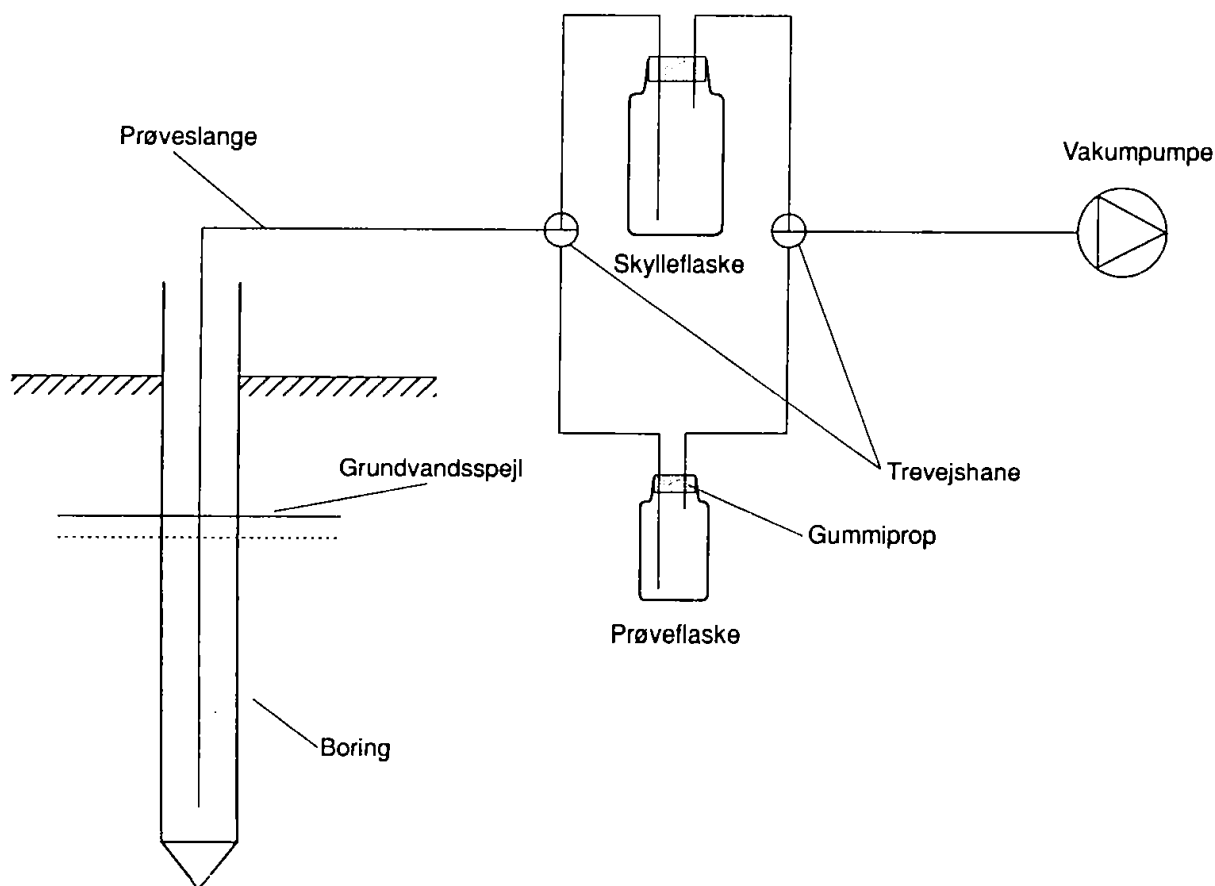 Prøveslange
Vakumpumpe
Skylleflaske
Grundvandsspejl
Trevejshane
Gummiprop
Prøveflaske
Boring